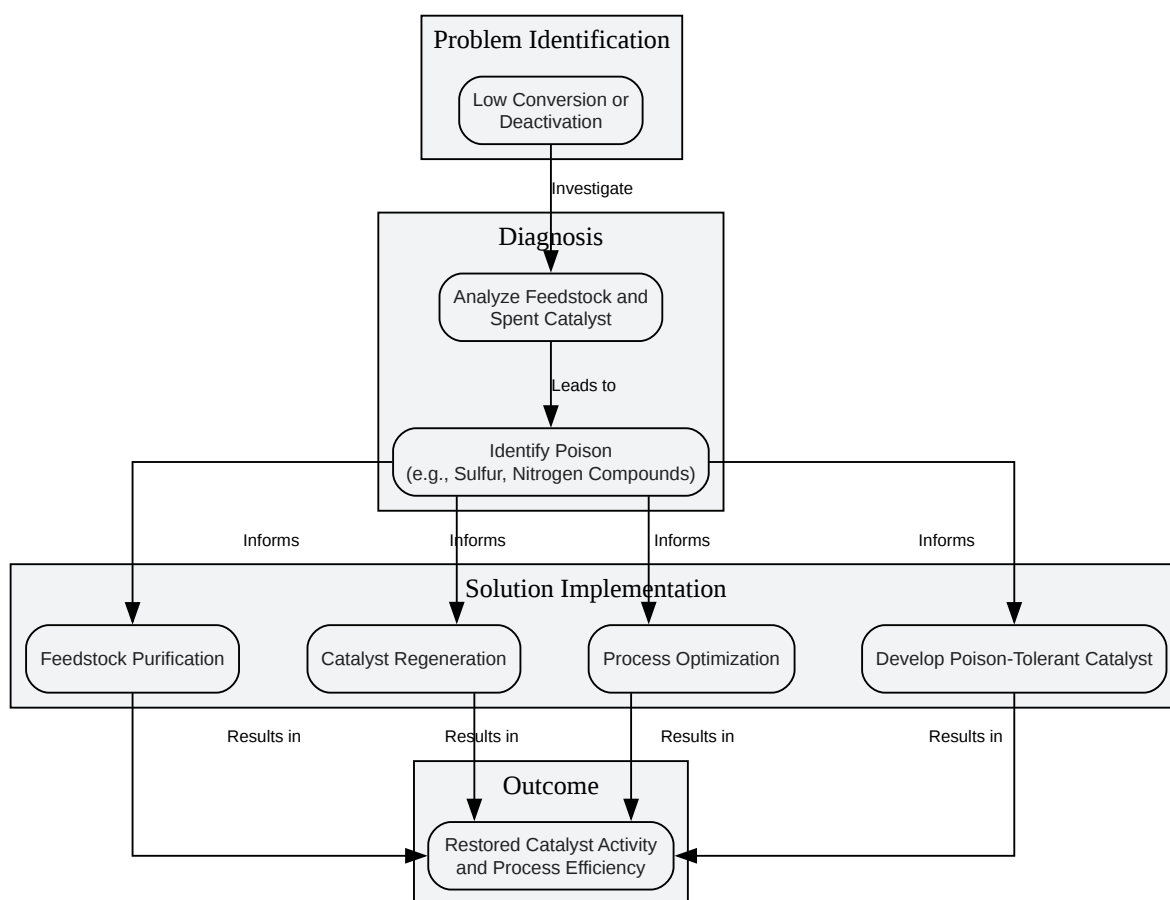 Problem Identification
Low Conversion or
Deactivation
Investigate
Diagnosis
Analyze Feedstock and
Spent Catalyst
Leads to
Identify Poison
(e.g., Sulfur, Nitrogen Compounds)
Informs
Informs
Informs
Informs
Solution Implementation
Feedstock Purification
Catalyst Regeneration
Process Optimization
Develop Poison-Tolerant Catalyst
Results in
Results in
Results in
Results in
Outcome
Restored Catalyst Activity
and Process Efficiency